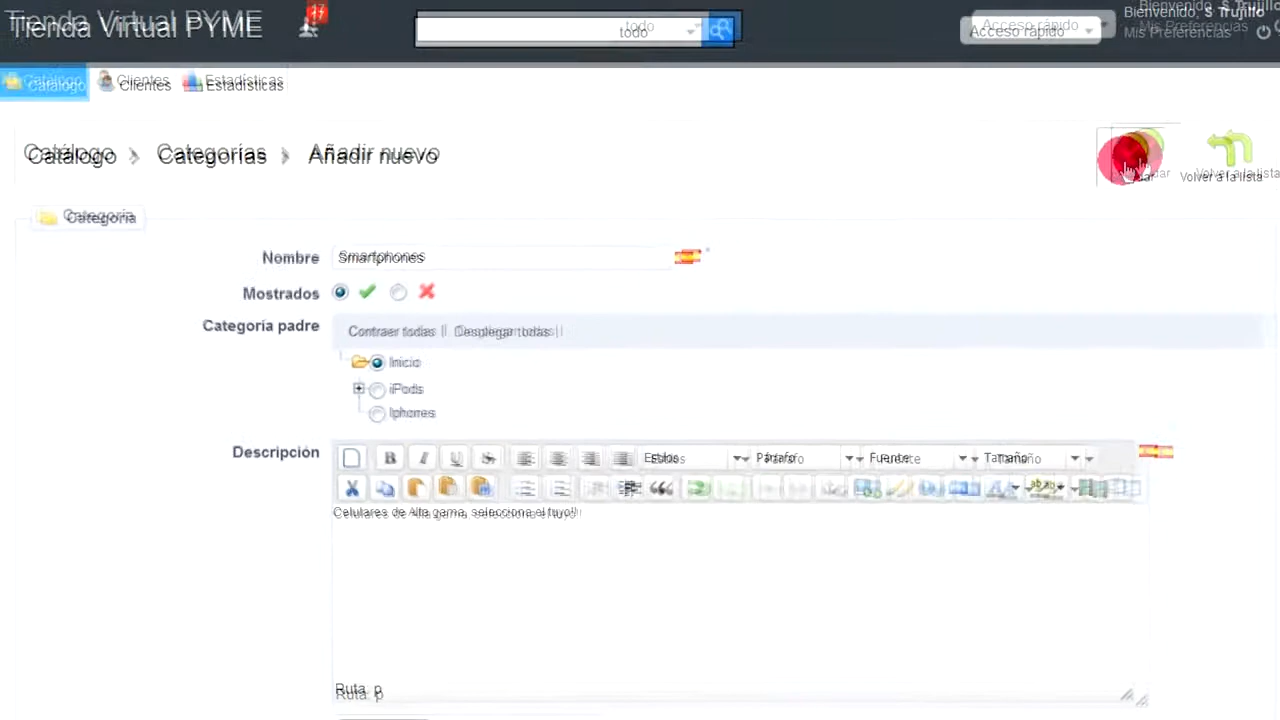 Tienda Virtual PYME 17 todo Acceso rápido Bienvenido, S Trujillo
Mis Preferencias
Catálogo Clientes Estadísticas
Catálogo > Categorías > Añadir nuevo
Volver a la lista
Categoría
Nombre Smartphones *
Mostrados
Categoría padre Contraer todas || Desplegar todas ||
Inicio
iPods
Iphones
Descripción Estilos Párrafo Fuente Tamaño
Celulares de Alta gama, selecciona el tuyo!!
Ruta: p